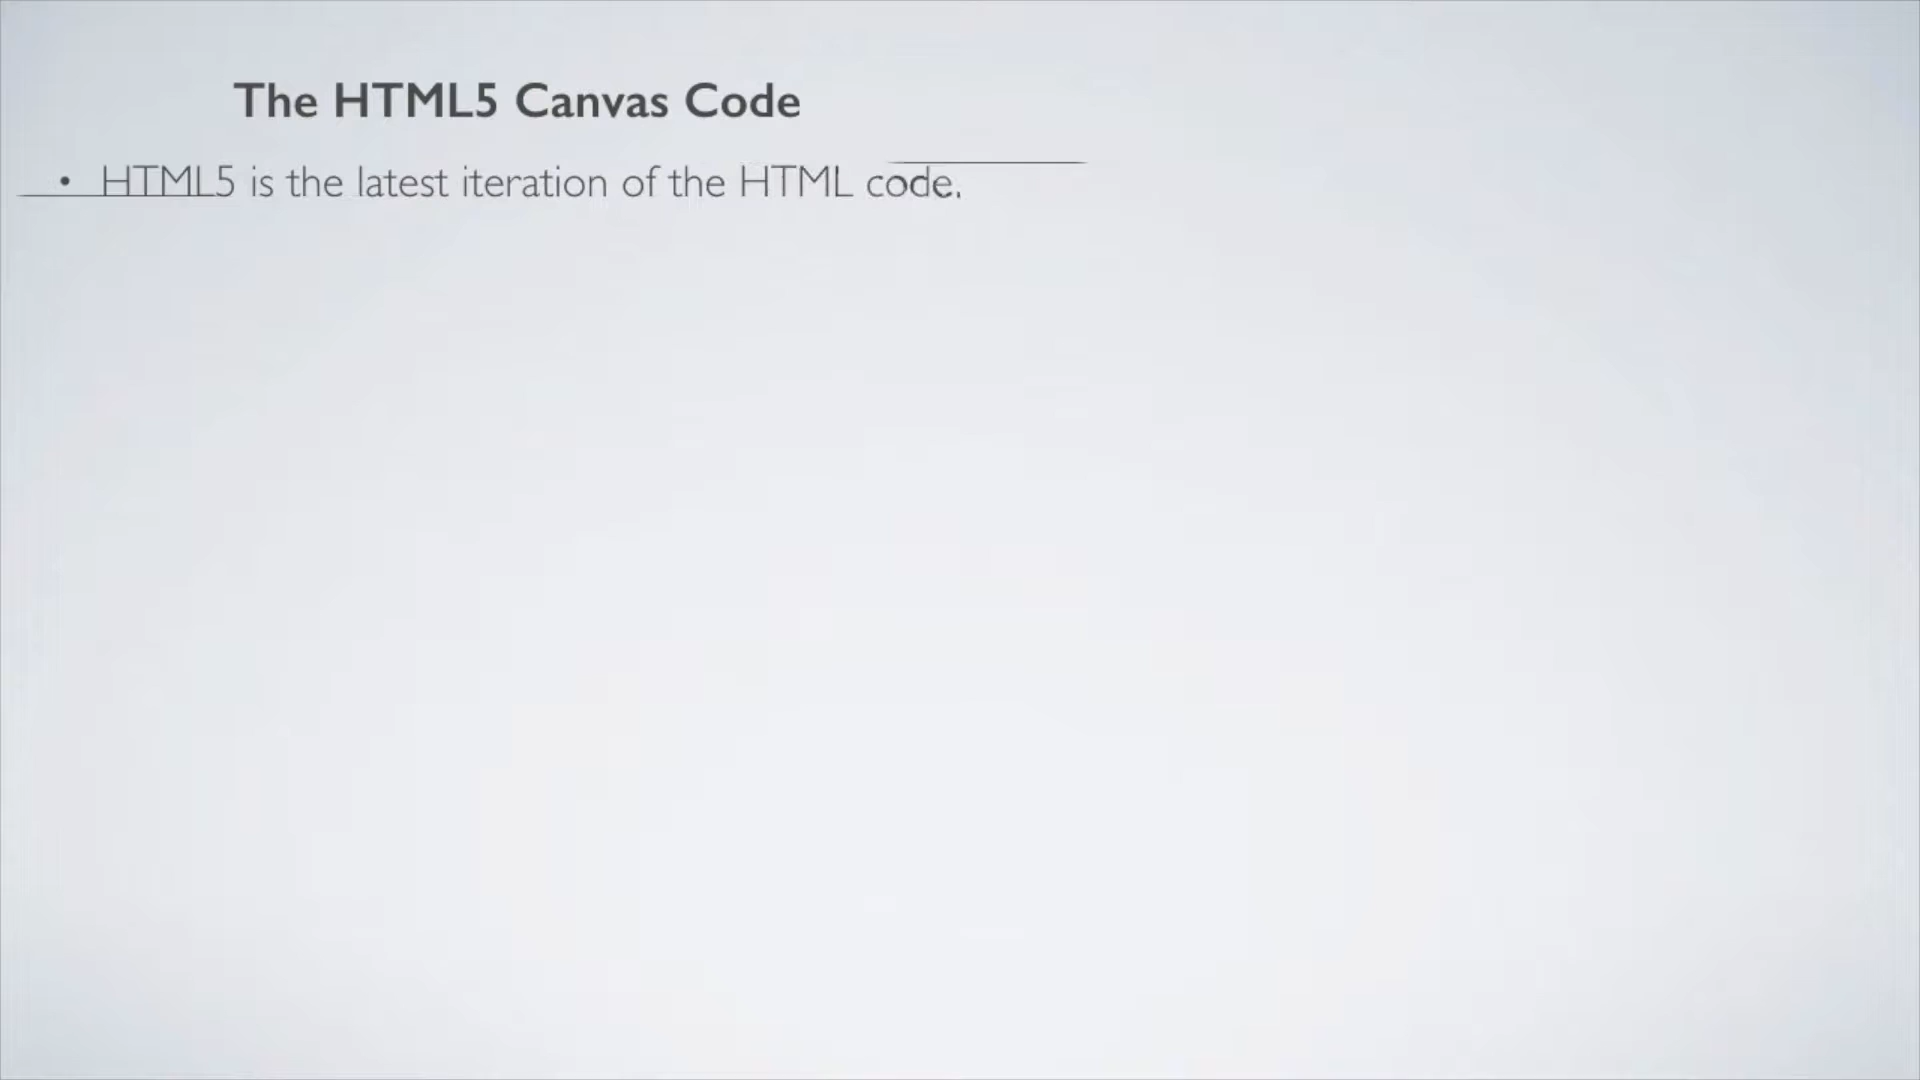 The HTML5 Canvas Code
• HTML5 is the latest iteration of the HTML code.